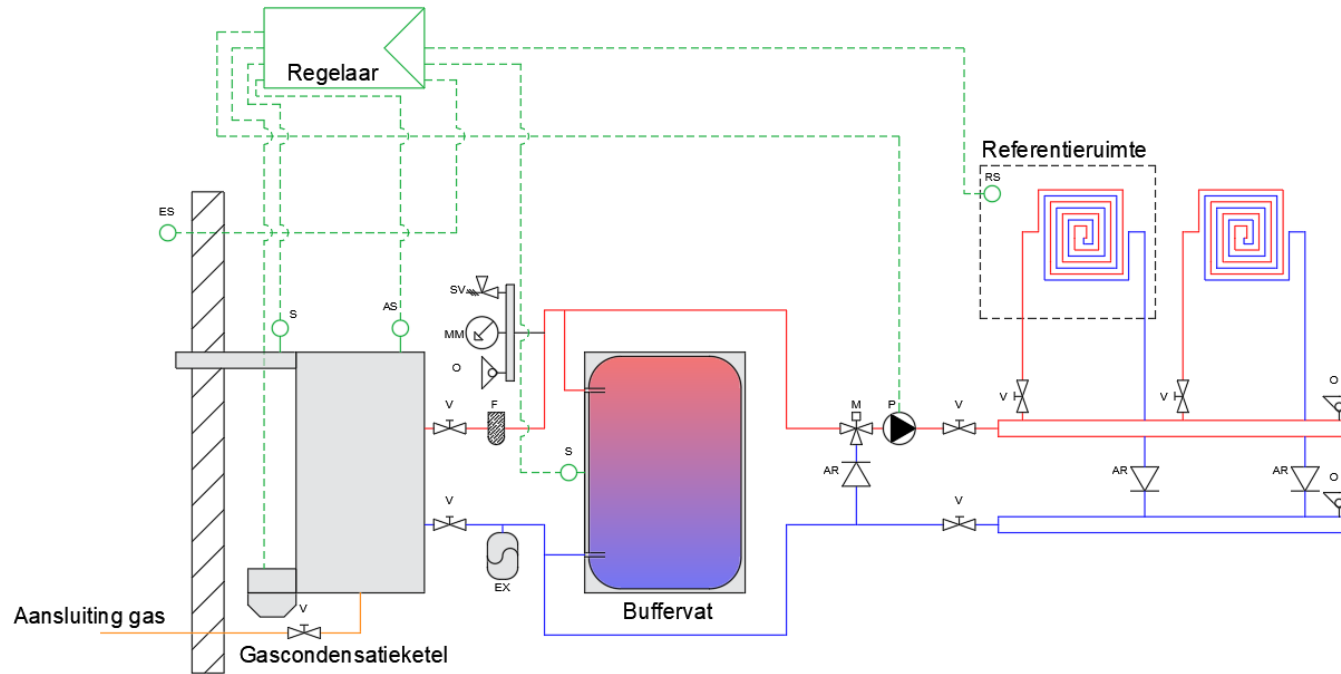 Regelaar
Referentieruimte
RS
ES
S
AS
SV
MM
O
V
F
M
P
V
V
V
O
S
AR
AR
AR
O
V
V
EX
V
Buffervat
Aansluiting gas
Gascondensatieketel